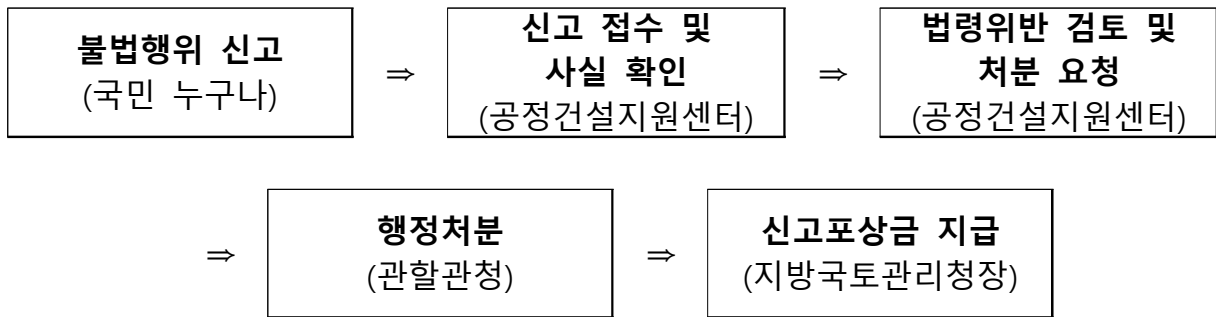 불법행위 신고
(국민 누구나)
⇒
신고 접수 및
사실 확인
(공정건설지원센터)
⇒
법령위반 검토 및
처분 요청
(공정건설지원센터)
⇒
행정처분
(관할관청)
⇒
신고포상금 지급
(지방국토관리청장)